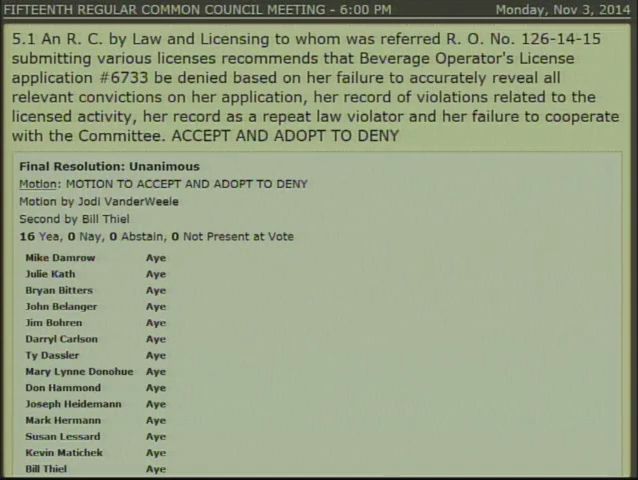 FIFTEENTH REGULAR COMMON COUNCIL MEETING - 6:00 PM Monday, Nov 3, 2014
5.1 An R. C. by Law and Licensing to whom was referred R. O. No. 126-14-15
submitting various licenses recommends that Beverage Operator's License
application #6733 be denied based on her failure to accurately reveal all
relevant convictions on her application, her record of violations related to the
licensed activity, her record as a repeat law violator and her failure to cooperate
with the Committee. ACCEPT AND ADOPT TO DENY
Final Resolution: Unanimous
Motion: MOTION TO ACCEPT AND ADOPT TO DENY
Motion by Jodi VanderWeele
Second by Bill Thiel
16 Yea, 0 Nay, 0 Abstain, 0 Not Present at Vote
Mike Damrow Aye
Julie Kath Aye
Bryan Bitters Aye
John Belanger Aye
Jim Bohren Aye
Darryl Carlson Aye
Ty Dassler Aye
Mary Lynne Donohue Aye
Don Hammond Aye
Joseph Heidemann Aye
Mark Hermann Aye
Susan Lessard Aye
Kevin Matichek Aye
Bill Thiel Aye